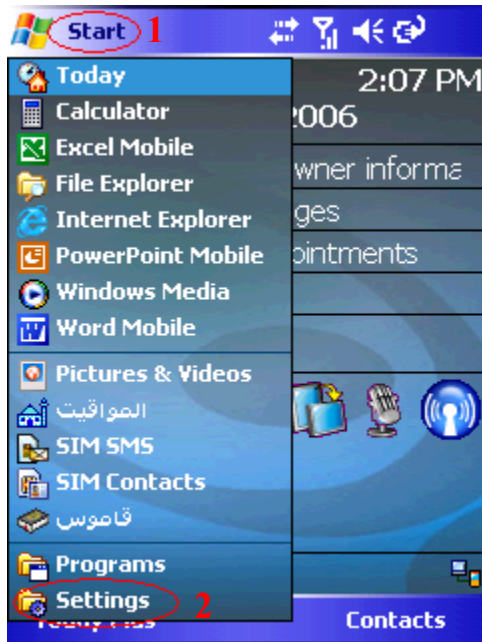 Start 1
Today
2:07 PM
Calculator
2006
Excel Mobile
wner informa
File Explorer
Internet Explorer
ges
PowerPoint Mobile
ointments
Windows Media
Word Mobile
Pictures & Videos
المواقيت
SIM SMS
SIM Contacts
قاموس
Programs
Settings 2
Contacts